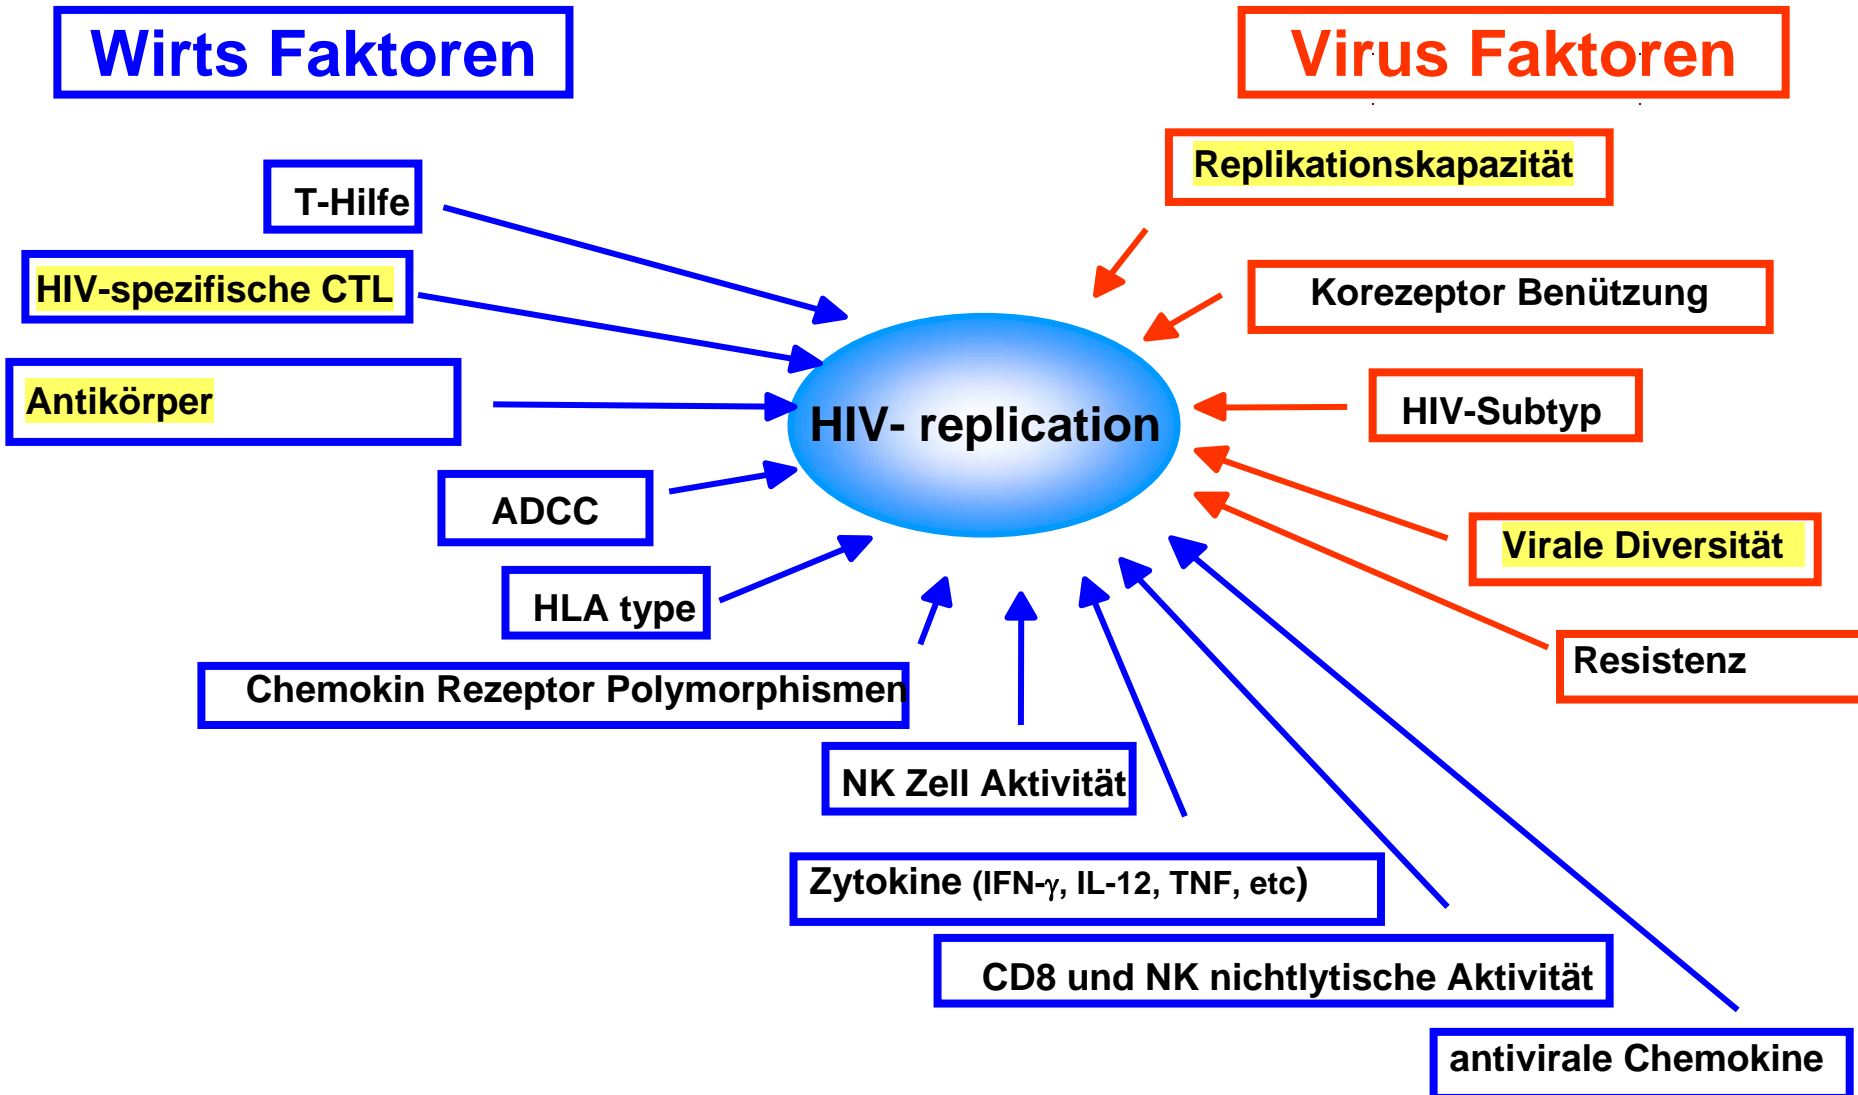 Wirts Faktoren
Virus Faktoren
Replikationskapazität
T-Hilfe
HIV-spezifische CTL
Korezeptor Benützung
Antikörper
HIV-Subtyp
HIV- replication
ADCC
Virale Diversität
HLA type
Resistenz
Chemokin Rezeptor Polymorphismen
NK Zell Aktivität
Zytokine (IFN-γ, IL-12, TNF, etc)
CD8 und NK nichtlytische Aktivität
antivirale Chemokine